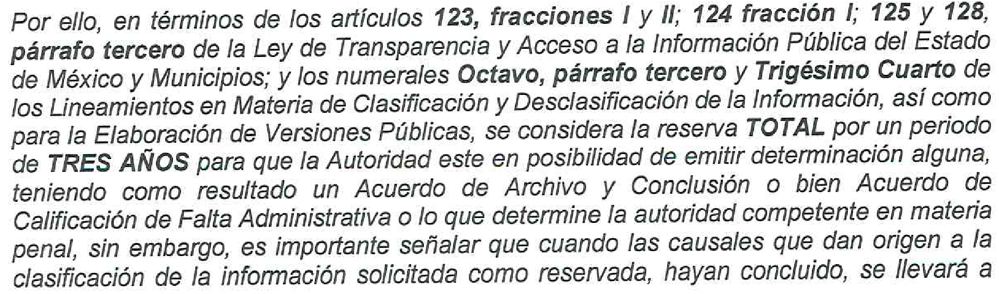 Por ello, en términos de los artículos 123, fracciones I y II; 124 fracción I; 125 y 128,
párrafo tercero de la Ley de Transparencia y Acceso a la Información Pública del Estado
de México y Municipios; y los numerales Octavo, párrafo tercero y Trigésimo Cuarto de
los Lineamientos en Materia de Clasificación y Desclasificación de la Información, así como
para la Elaboración de Versiones Públicas, se considera la reserva TOTAL por un periodo
de TRES AÑOS para que la Autoridad este en posibilidad de emitir determinación alguna,
teniendo como resultado un Acuerdo de Archivo y Conclusión o bien Acuerdo de
Calificación de Falta Administrativa o lo que determine la autoridad competente en materia
penal, sin embargo, es importante señalar que cuando las causales que dan origen a la
clasificación de la información solicitada como reservada, hayan concluido, se llevará a